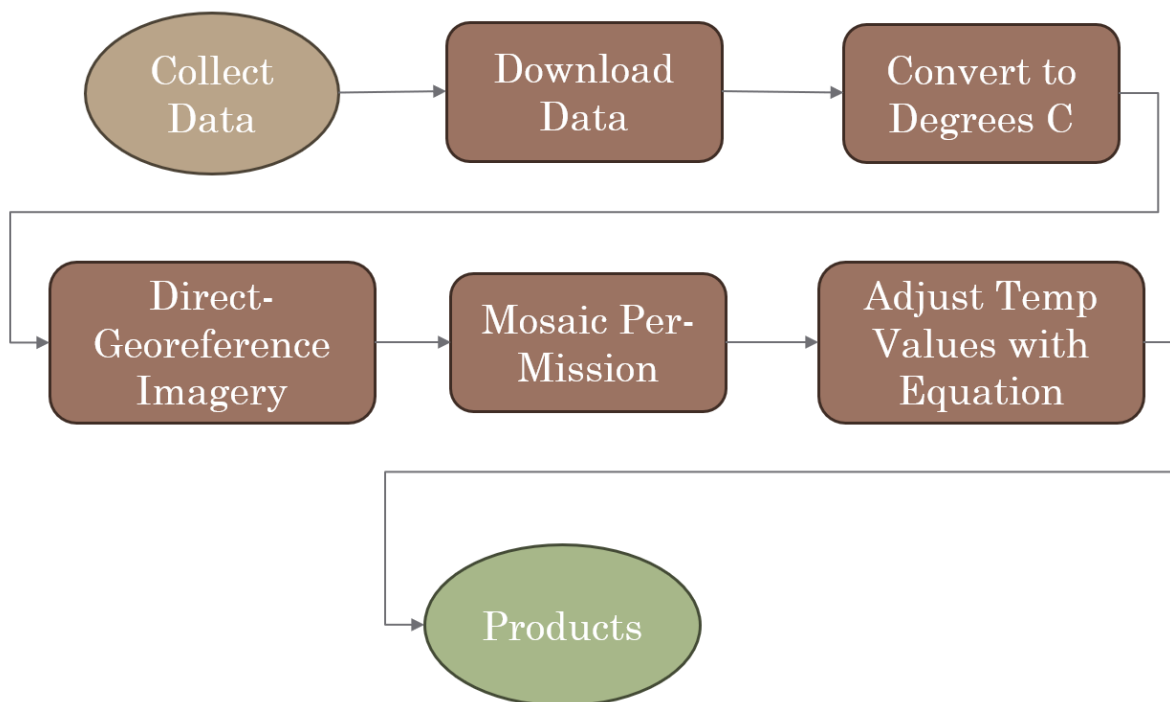 Collect
Data
Download
Data
Convert to
Degrees C
Direct-
Georeference
Imagery
Mosaic Per-
Mission
Adjust Temp
Values with
Equation
Products